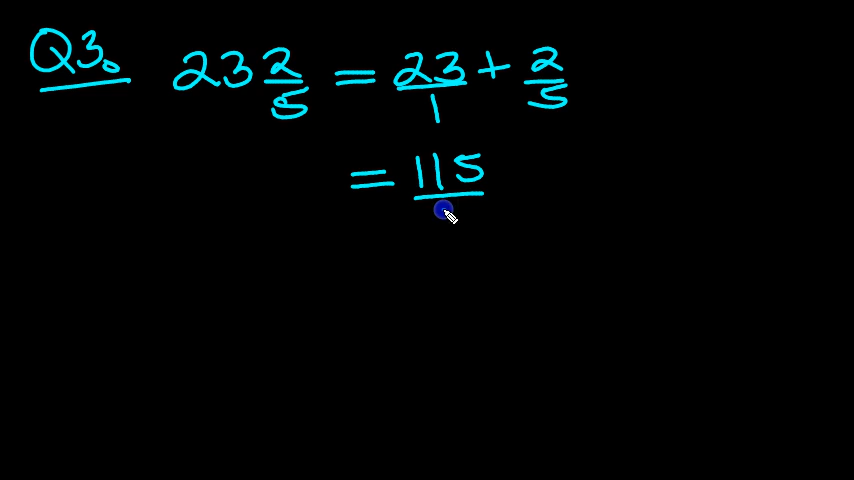 Q3. 23 2/5 = 23/1 + 2/5
= 115/